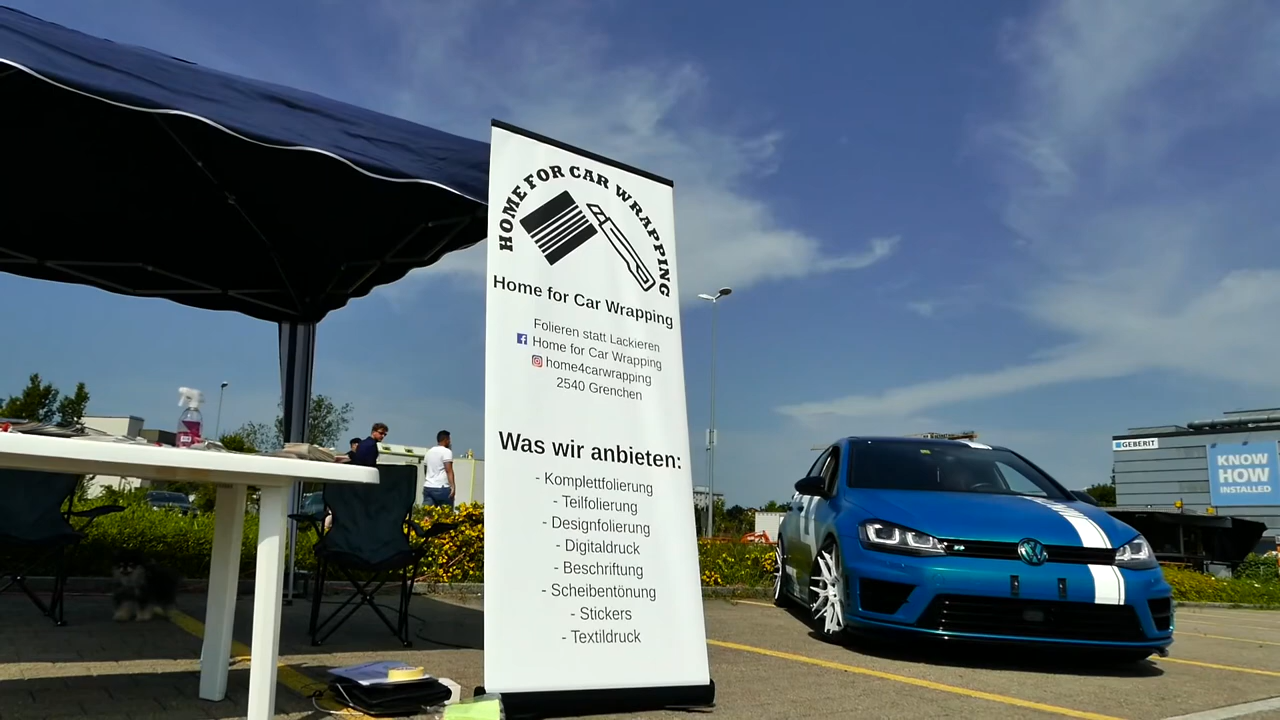 HOME FOR CAR WRAPPING
Home for Car Wrapping
Folieren statt Lackieren
Home for Car Wrapping
home4carwrapping
2540 Grenchen
Was wir anbieten:
- Komplettfolierung
- Teilfolierung
- Designfolierung
- Digitaldruck
- Beschriftung
- Scheibentönung
- Stickers
- Textildruck
GEBERIT
KNOW
HOW
INSTALLED